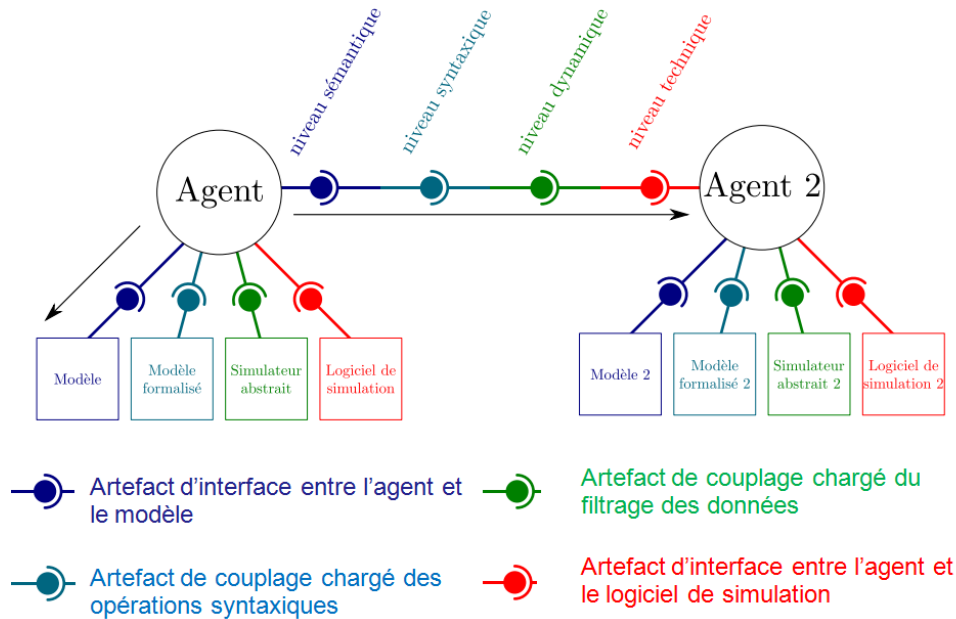 niveau sémantique
niveau syntaxique
niveau dynamique
niveau technique
Agent
Agent 2
Modèle
Modèle
formalisé
Simulateur
abstrait
Logiciel de
simulation
Modèle 2
Modèle
formalisé 2
Simulateur
abstrait 2
Logiciel de
simulation 2
Artefact d'interface entre l'agent et
le modèle
Artefact de couplage chargé du
filtrage des données
Artefact de couplage chargé des
opérations syntaxiques
Artefact d'interface entre l'agent et
le logiciel de simulation